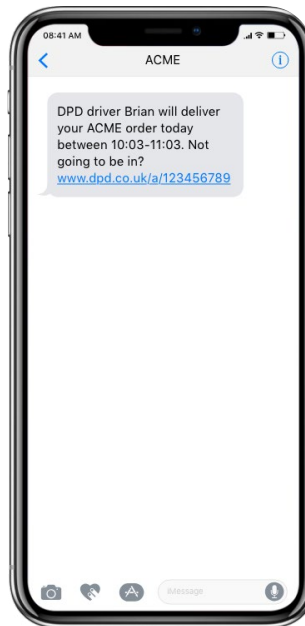 08:41 AM
ACME
DPD driver Brian will deliver
your ACME order today
between 10:03-11:03. Not
going to be in?
www.dpd.co.uk/a/123456789
iMessage